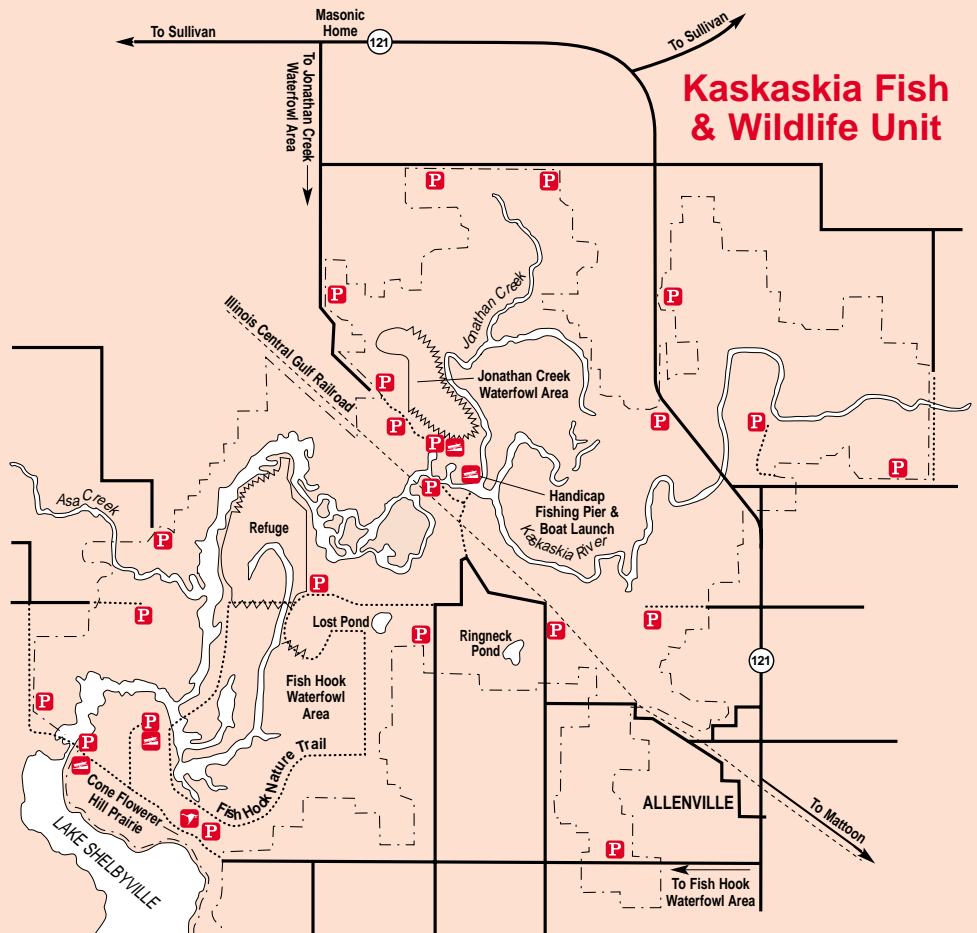 Masonic
Home
To Sullivan
121
To Sullivan
Kaskaskia Fish
& Wildlife Unit
To Jonathan Creek
Waterfowl Area
P
P
Jonathan Creek
P
P
Illinois Central Gulf Railroad
Jonathan Creek
Waterfowl Area
P
P
P
P
P
P
P
Handicap
Fishing Pier &
Boat Launch
Kaskaskia River
Asa Creek
Refuge
P
P
P
Lost Pond
P
Ringneck
Pond
P
P
121
Fish Hook
Waterfowl
Area
P
P
P
Fish Hook Nature Trail
Cone Flowerer
Hill Prairie
P
LAKE SHELBYVILLE
ALLENVILLE
To Mattoon
P
To Fish Hook
Waterfowl Area